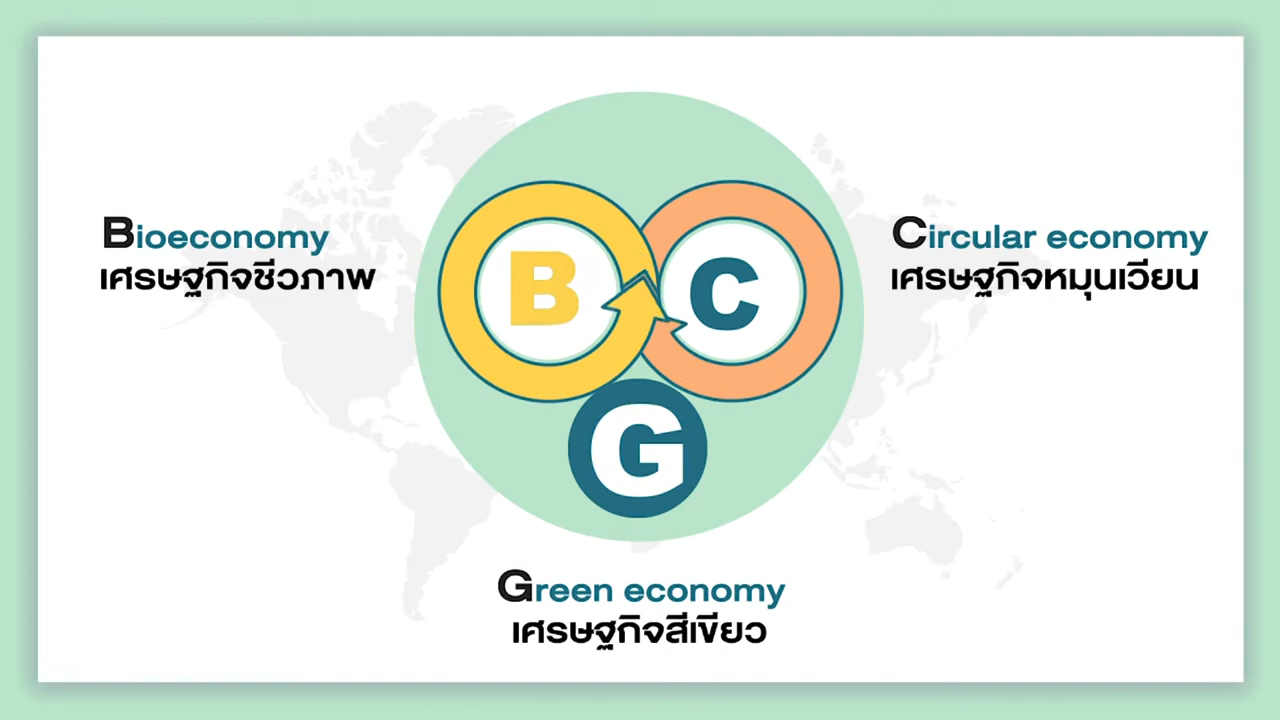 Bioeconomy
เศรษฐกิจชีวภาพ
B
C
G
Circular economy
เศรษฐกิจหมุนเวียน
Green economy
เศรษฐกิจสีเขียว